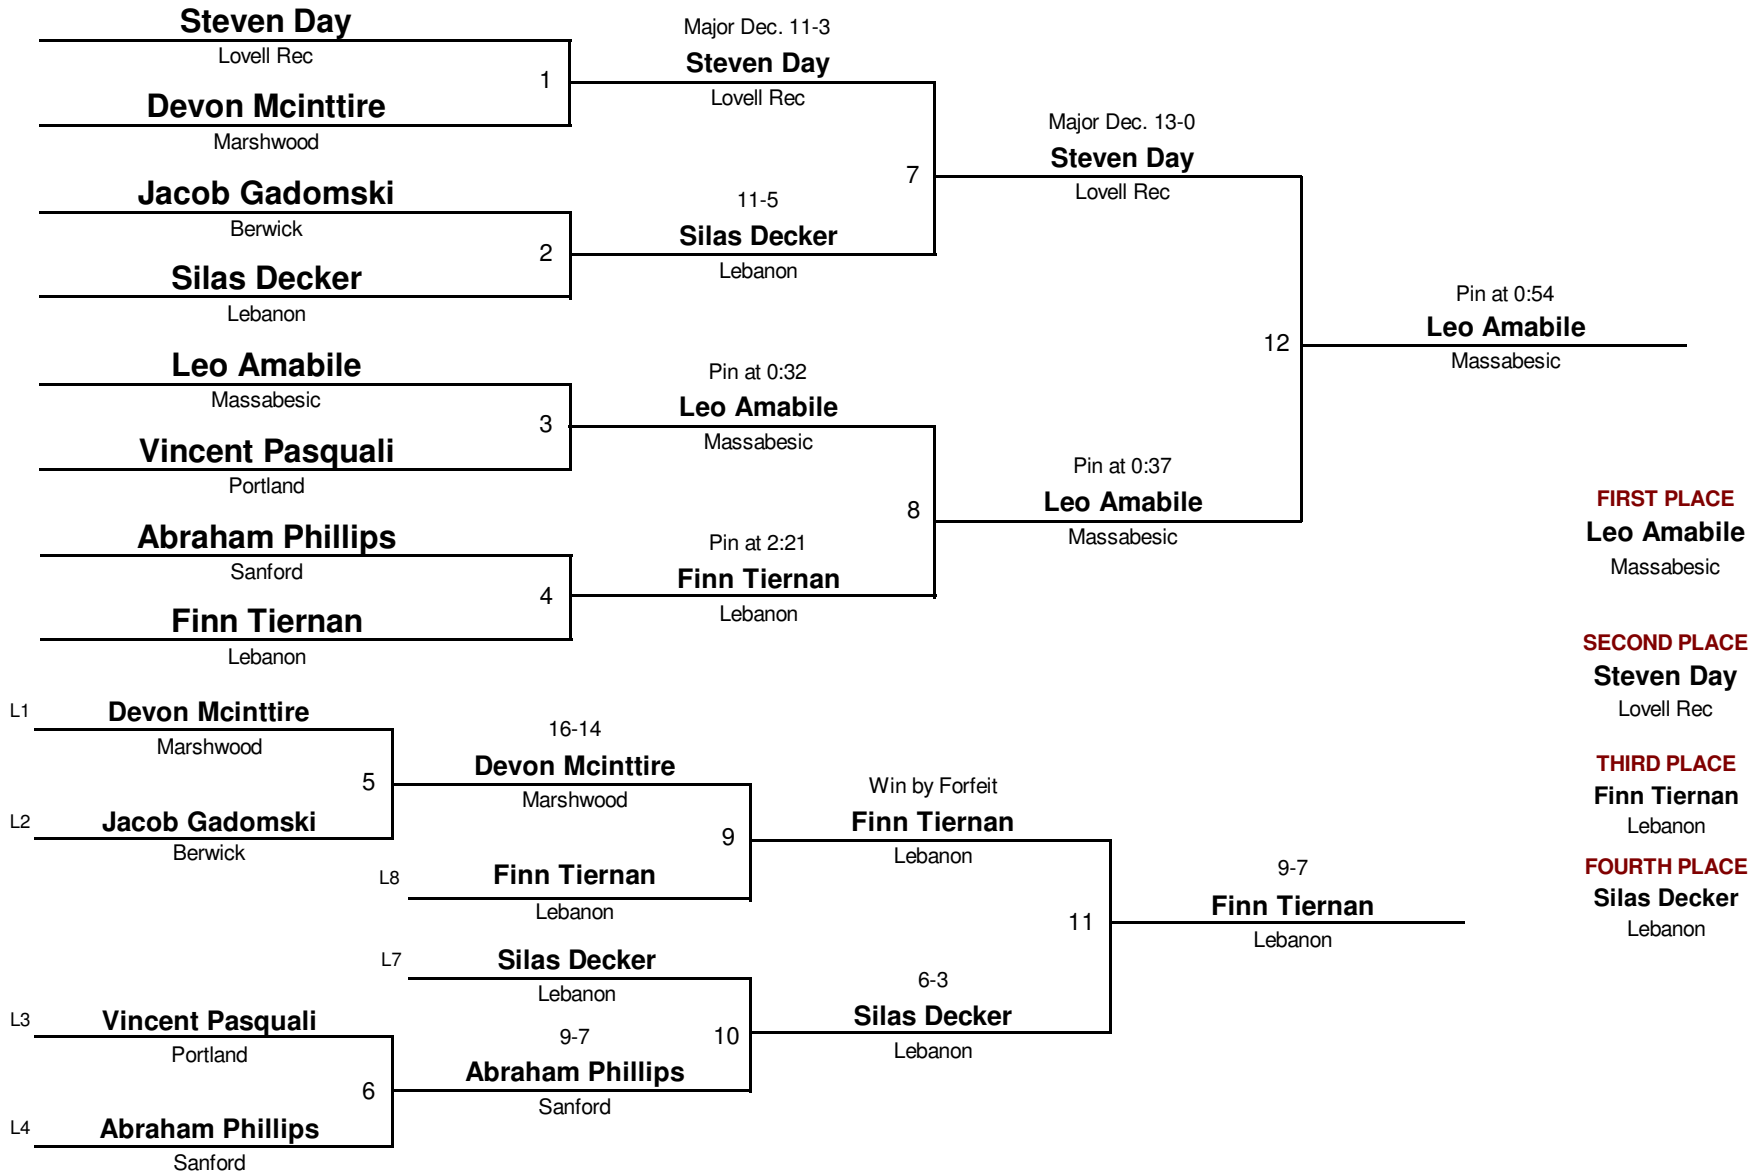 Steven Day
Lovell Rec
1
Devon Mcinttire
Marshwood
Major Dec. 11-3
Steven Day
Lovell Rec
Jacob Gadomski
Berwick
2
Silas Decker
Lebanon
11-5
Silas Decker
Lebanon
7
Major Dec. 13-0
Steven Day
Lovell Rec
Leo Amabile
Massabesic
3
Vincent Pasquali
Portland
Pin at 0:32
Leo Amabile
Massabesic
Abraham Phillips
Sanford
4
Finn Tiernan
Lebanon
Pin at 2:21
Finn Tiernan
Lebanon
8
Pin at 0:37
Leo Amabile
Massabesic
12
Pin at 0:54
Leo Amabile
Massabesic
FIRST PLACE
Leo Amabile
Massabesic
SECOND PLACE
Steven Day
Lovell Rec
THIRD PLACE
Finn Tiernan
Lebanon
FOURTH PLACE
Silas Decker
Lebanon
L1
Devon Mcinttire
Marshwood
5
L2
Jacob Gadomski
Berwick
16-14
Devon Mcinttire
Marshwood
9
L8
Finn Tiernan
Lebanon
Win by Forfeit
Finn Tiernan
Lebanon
L7
Silas Decker
Lebanon
10
L3
Vincent Pasquali
Portland
6
L4
Abraham Phillips
Sanford
9-7
Abraham Phillips
Sanford
6-3
Silas Decker
Lebanon
11
9-7
Finn Tiernan
Lebanon